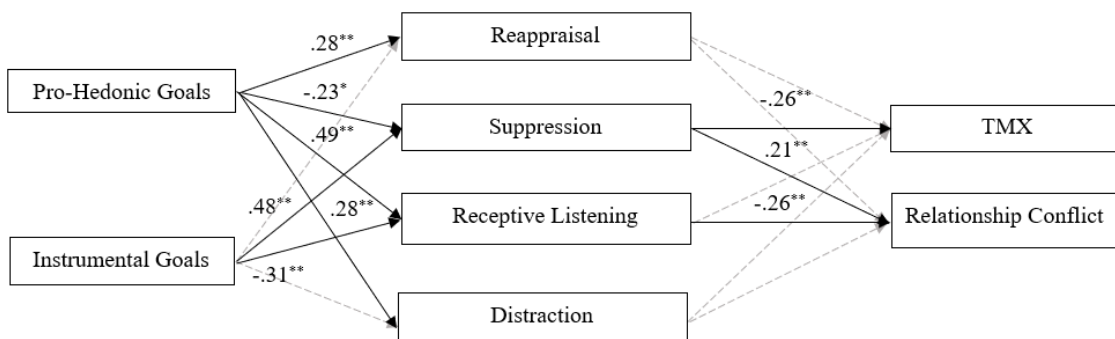 Reappraisal
.28**
Pro-Hedonic Goals
-.23*
-.26**
Suppression
TMX
.49**
.21**
.48**
.28**
Receptive Listening
-.26**
Relationship Conflict
Instrumental Goals
-.31**
Distraction